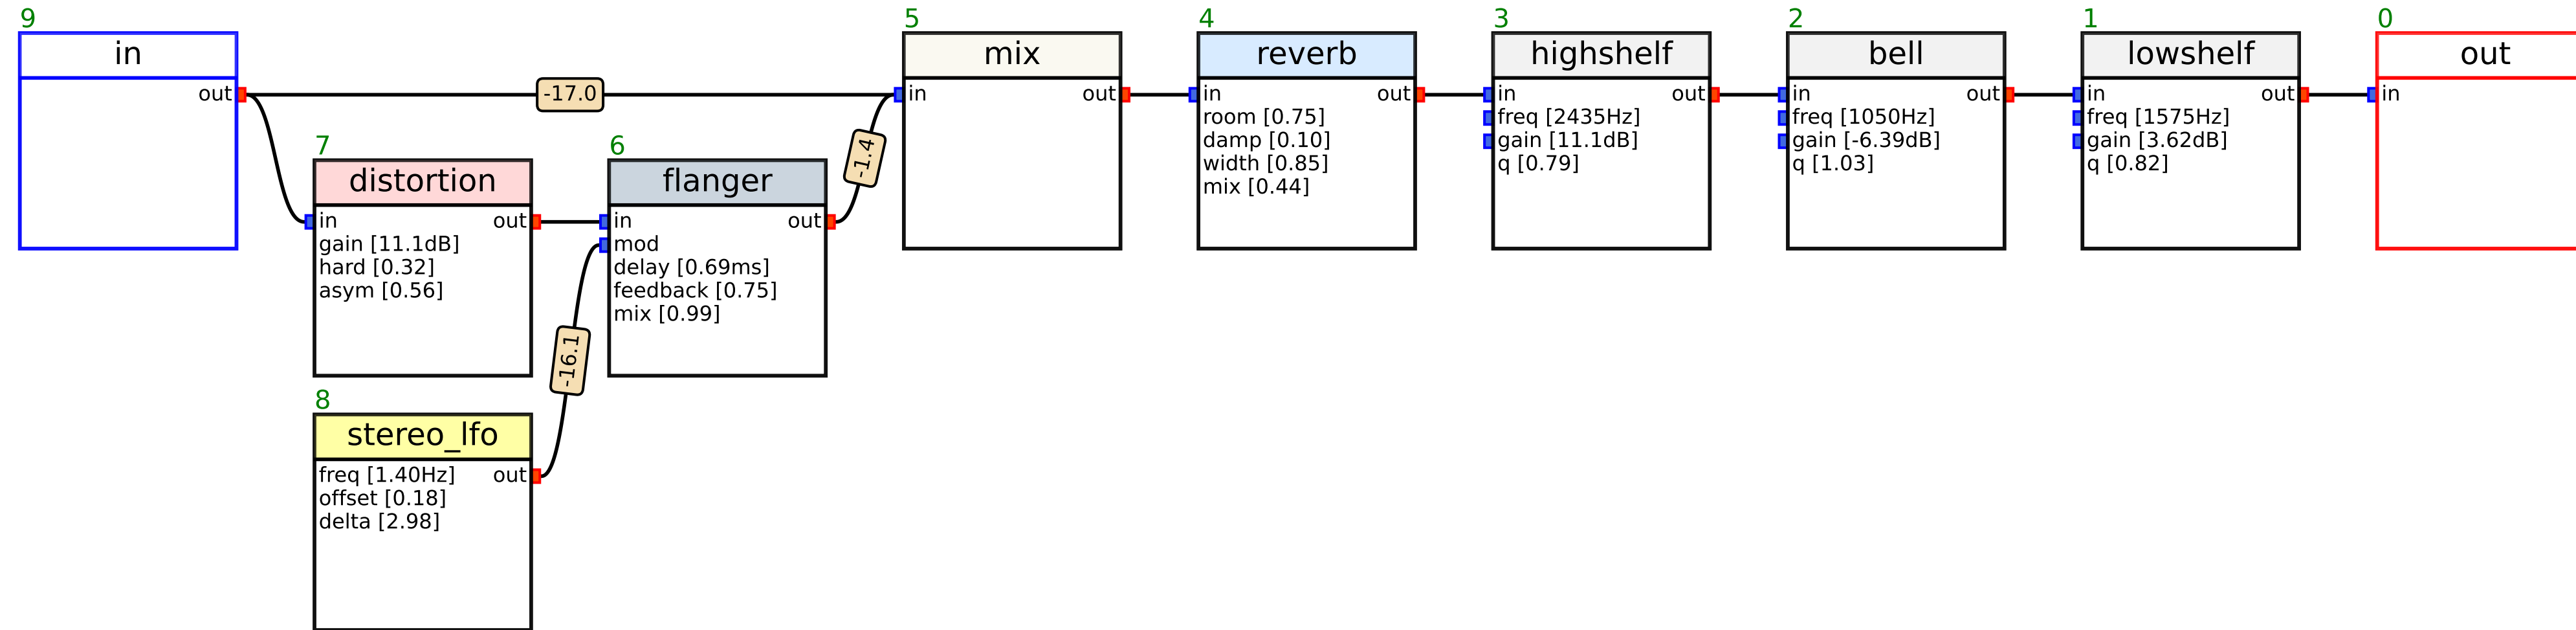 9
in
out
-17.0
7
distortion
in out
gain [11.1dB]
hard [0.32]
asym [0.56]
8
stereo_lfo
freq [1.40Hz] out
offset [0.18]
delta [2.98]
-16.1
6
flanger
in out
mod
delay [0.69ms]
feedback [0.75]
mix [0.99]
-1.4
5
mix
in out
4
reverb
in out
room [0.75]
damp [0.10]
width [0.85]
mix [0.44]
3
highshelf
in out
freq [2435Hz]
gain [11.1dB]
q [0.79]
2
bell
in out
freq [1050Hz]
gain [-6.39dB]
q [1.03]
1
lowshelf
in out
freq [1575Hz]
gain [3.62dB]
q [0.82]
0
out
in